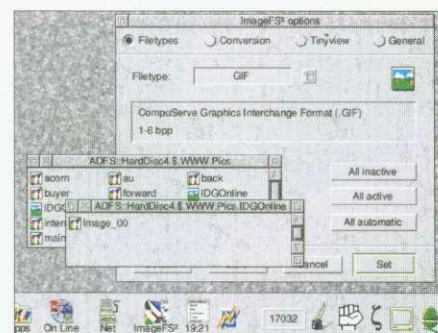 ImageFS² options
Filetypes Conversion Tinyview General
Filetype: GIF
CompuServe Graphics Interchange Format (.GIF)
1-8 bpp
ADFS::HardDisc4.$.WWW.Pics
acorn au back
buyer forward IDGOnline
IDGO
ADFS::HardDisc4.$.WWW.Pics.IDGOnline
inter
Image_00
main
All inactive
All active
All automatic
ancel
Set
pps On Line Net ImageFS² 19:21 17032